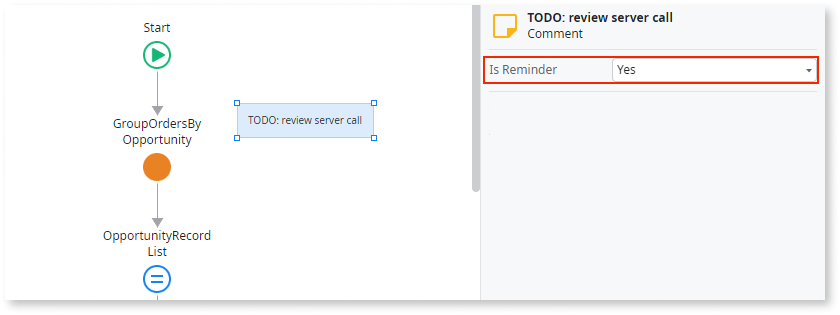 Start
GroupOrdersBy
Opportunity
OpportunityRecord
List
TODO: review server call
TODO: review server call
Comment
Is Reminder
Yes